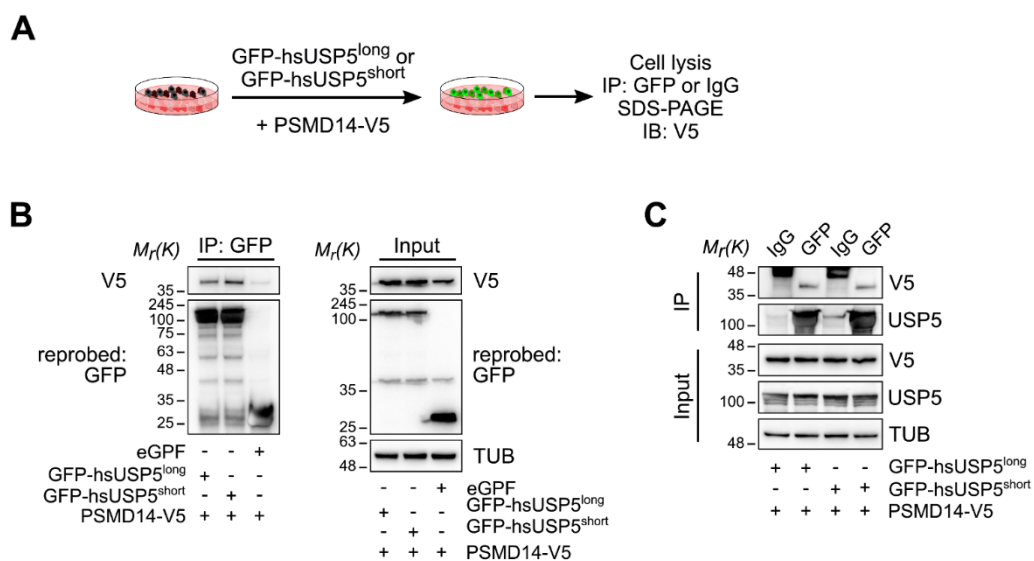 A
GFP-hsUSP5long or
GFP-hsUSP5short
+ PSMD14-V5
Cell lysis
IP: GFP or IgG
SDS-PAGE
IB: V5
B
Mr(K) IP: GFP
V5
35
245
100
75
63
48
35
25
reprobed:
GFP
- - + eGPF
GFP-hsUSP5long + - -
GFP-hsUSP5short - + -
PSMD14-V5 + + +
Mr(K) Input
35 V5
245
100
35
25
reprobed:
GFP
63
48 TUB
- - + eGPF
+ - - GFP-hsUSP5long
- + - GFP-hsUSP5short
+ + + PSMD14-V5
C
Mr(K) IgG GFP IgG GFP
IP
48
35 V5
100 USP5
Input
48
35 V5
100 USP5
48 TUB
+ + - - GFP-hsUSP5long
- - + + GFP-hsUSP5short
+ + + + PSMD14-V5